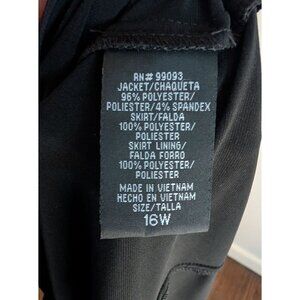 RN# 99093
JACKET/CHAQUETA
96% POLYESTER/
POLIESTER/4% SPANDEX
SKIRT/FALDA
100% POLYESTER/
POLIESTER
SKIRT LINING/
FALDA FORRO
100% POLYESTER/
POLIESTER
MADE IN VIETNAM
HECHO EN VIETNAM
SIZE/TALLA
16W